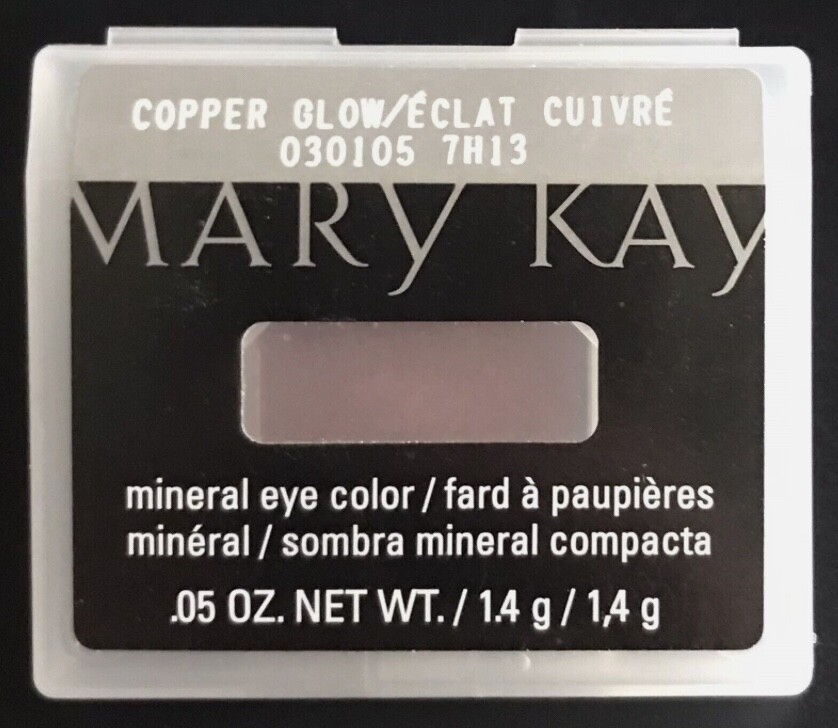 COPPER GLOW/ÉCLAT CUIVRÉ
030105 7H13
MARY KAY
mineral eye color / fard à paupières
minéral / sombra mineral compacta
.05 OZ. NET WT. / 1.4 g / 1,4 g